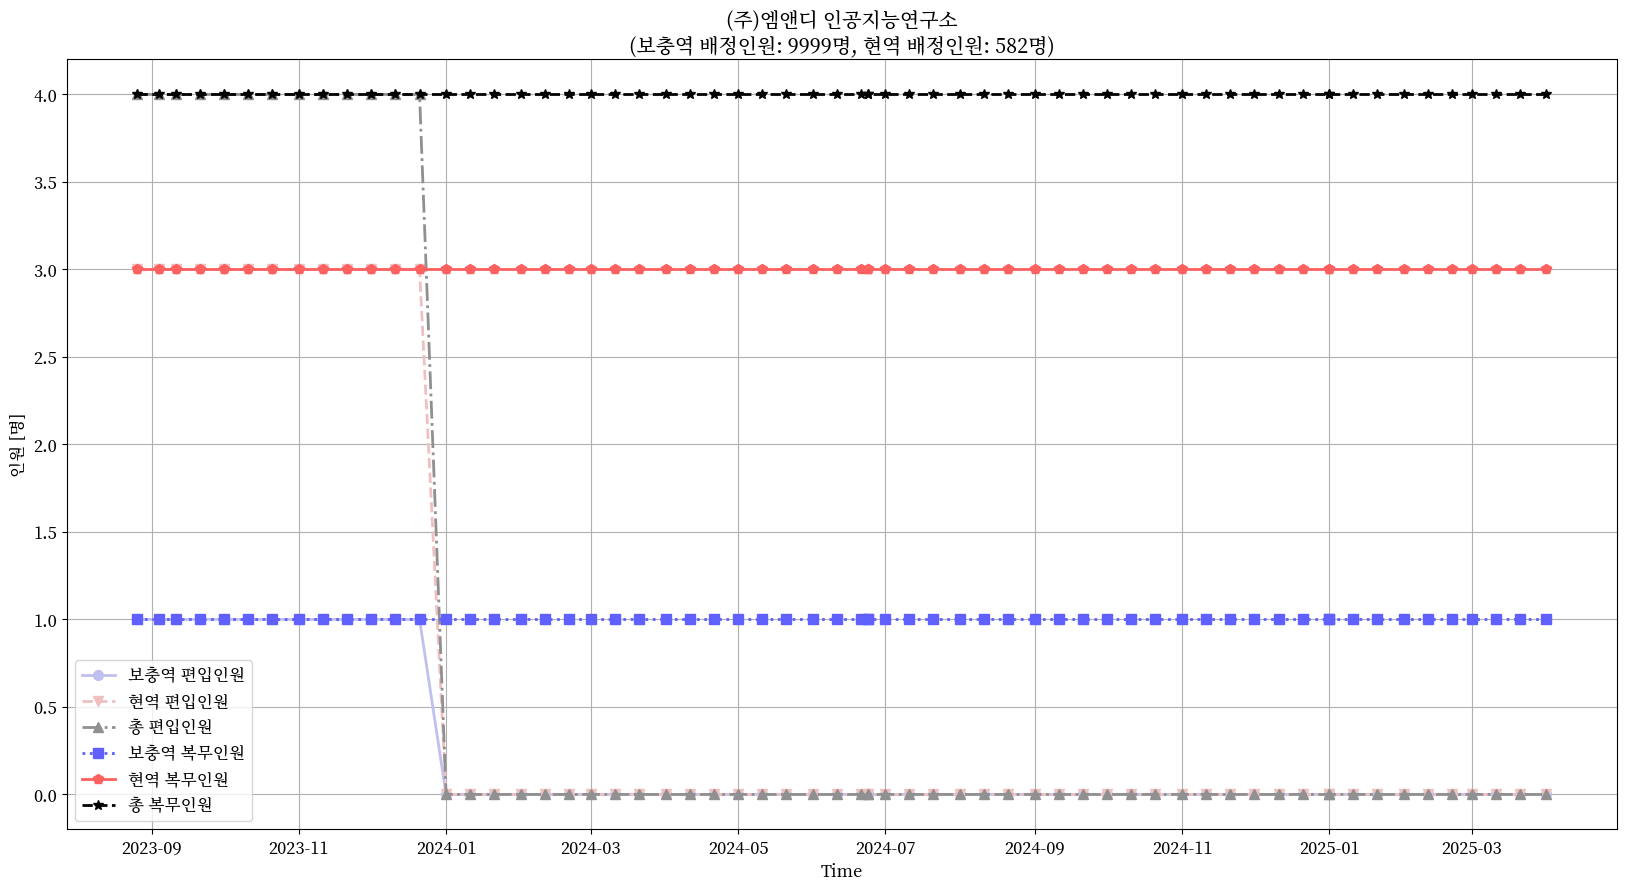 (주)엠앤디 인공지능연구소
(보충역 배정인원: 9999명, 현역 배정인원: 582명)
4.0
3.5
3.0
2.5
2.0
1.5
1.0
0.5
0.0
인원 [명]
보충역 편입인원
현역 편입인원
총 편입인원
보충역 복무인원
현역 복무인원
총 복무인원
2023-09 2023-11 2024-01 2024-03 2024-05 2024-07 2024-09 2024-11 2025-01 2025-03
Time